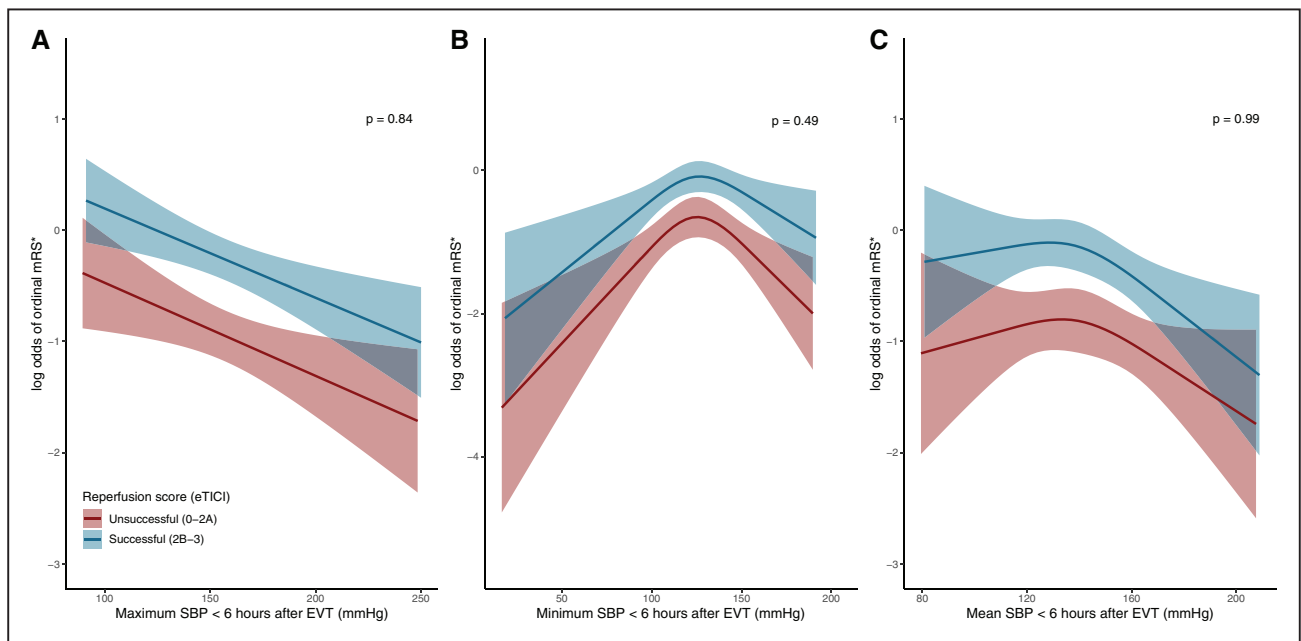 A
B
C
p = 0.84
p = 0.49
p = 0.99
log odds of ordinal mRS*
1
0
−1
−2
−3
Reperfusion score (eTICI)
Unsuccessful (0−2A)
Successful (2B−3)
100
150
200
250
Maximum SBP < 6 hours after EVT (mmHg)
log odds of ordinal mRS*
0
−2
−4
50
100
150
200
Minimum SBP < 6 hours after EVT (mmHg)
log odds of ordinal mRS*
1
0
−1
−2
−3
80
120
160
200
Mean SBP < 6 hours after EVT (mmHg)